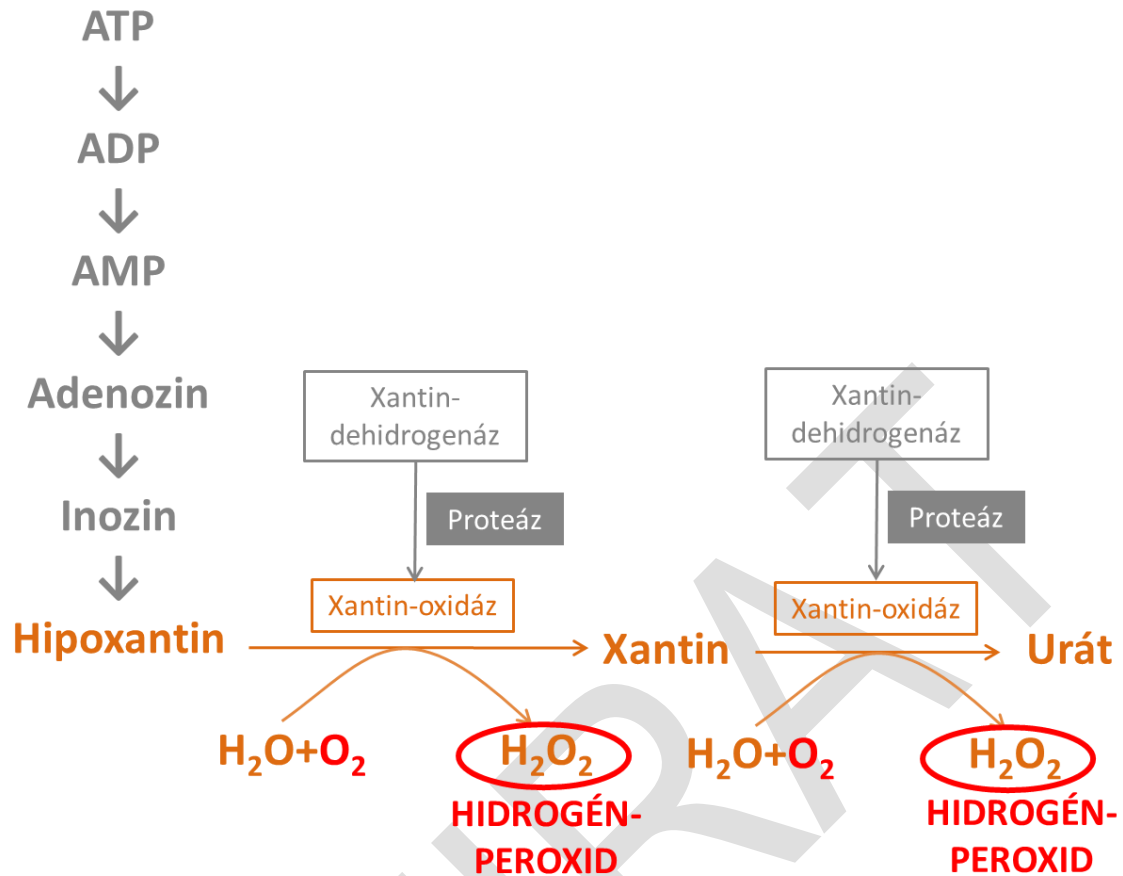 ATP
ADP
AMP
Adenozin
Inozin
Hipoxantin
Xantin-
dehidrogenáz
Proteáz
Xantin-oxidáz
H₂O+O₂
H₂O₂
HIDROGÉN-
PEROXID
Xantin
Xantin-
dehidrogenáz
Proteáz
Xantin-oxidáz
H₂O+O₂
H₂O₂
HIDROGÉN-
PEROXID
Urát